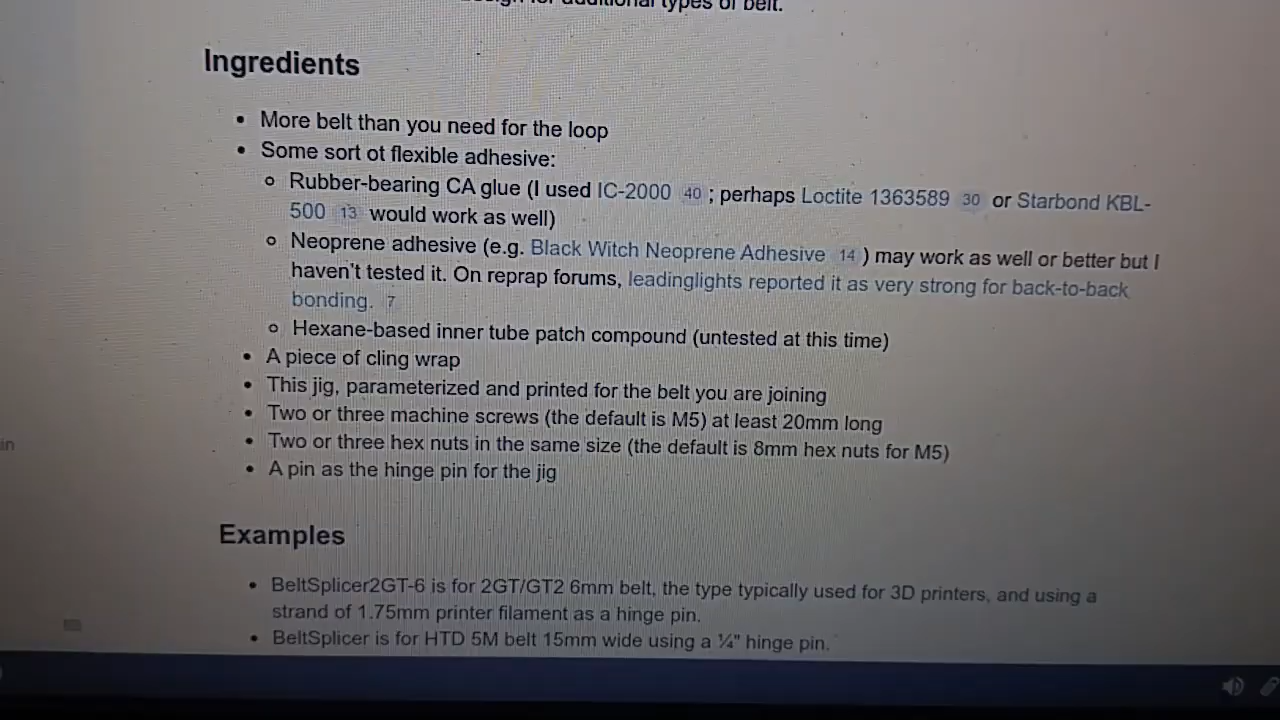 design for additional types of belt.
Ingredients
• More belt than you need for the loop
• Some sort of flexible adhesive:
○ Rubber-bearing CA glue (I used IC-2000 40 ; perhaps Loctite 1363589 30 or Starbond KBL-
500 13 would work as well)
○ Neoprene adhesive (e.g. Black Witch Neoprene Adhesive 14 ) may work as well or better but I
haven't tested it. On reprap forums, leadinglights reported it as very strong for back-to-back
bonding. 7
○ Hexane-based inner tube patch compound (untested at this time)
• A piece of cling wrap
• This jig, parameterized and printed for the belt you are joining
• Two or three machine screws (the default is M5) at least 20mm long
• Two or three hex nuts in the same size (the default is 8mm hex nuts for M5)
in
• A pin as the hinge pin for the jig
Examples
• BeltSplicer2GT-6 is for 2GT/GT2 6mm belt, the type typically used for 3D printers, and using a
strand of 1.75mm printer filament as a hinge pin.
• BeltSplicer is for HTD 5M belt 15mm wide using a ¼" hinge pin.